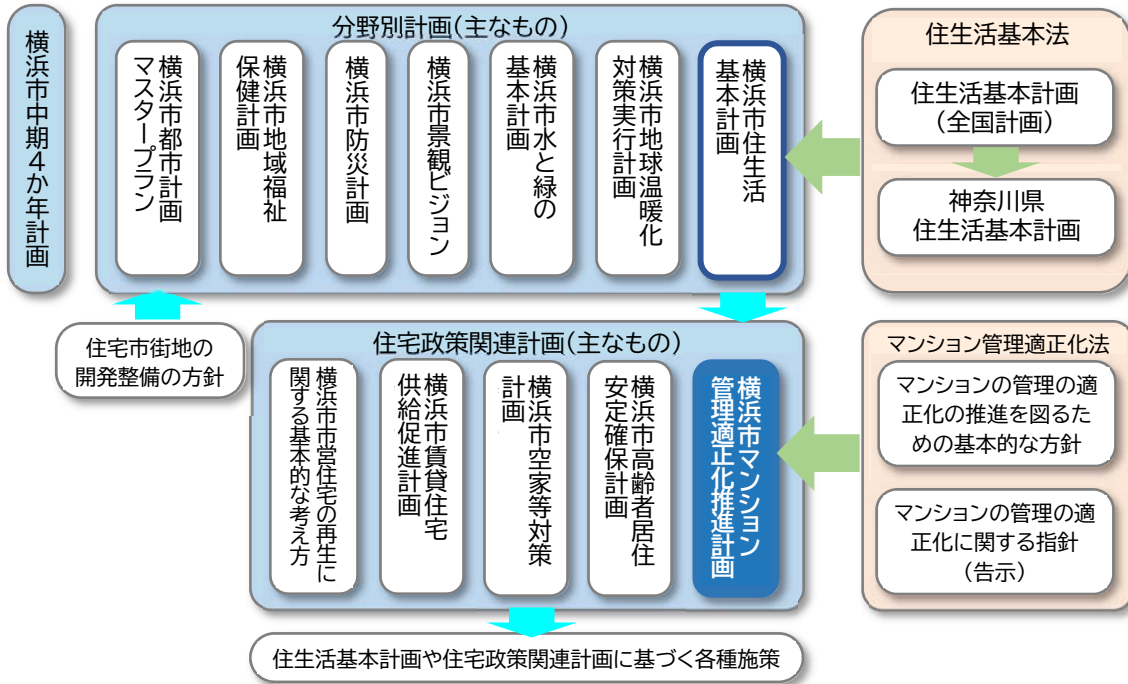 横浜市中期４か年計画
分野別計画（主なもの）
横浜市都市計画
マスタープラン
横浜市地域福祉
保健計画
横浜市防災計画
横浜市景観ビジョン
横浜市水と緑の
基本計画
横浜市地球温暖化
対策実行計画
横浜市住生活
基本計画
住生活基本法
住生活基本計画
（全国計画）
神奈川県
住生活基本計画
住宅市街地の
開発整備の方針
住宅政策関連計画（主なもの）
横浜市市営住宅の再生に
関する基本的な考え方
横浜市賃貸住宅
供給促進計画
横浜市空家等対策
計画
横浜市高齢者居住
安定確保計画
横浜市マンション
管理適正化推進計画
マンション管理適正化法
マンションの管理の適
正化の推進を図るた
めの基本的な方針
マンションの管理の適
正化に関する指針
（告示）
住生活基本計画や住宅政策関連計画に基づく各種施策